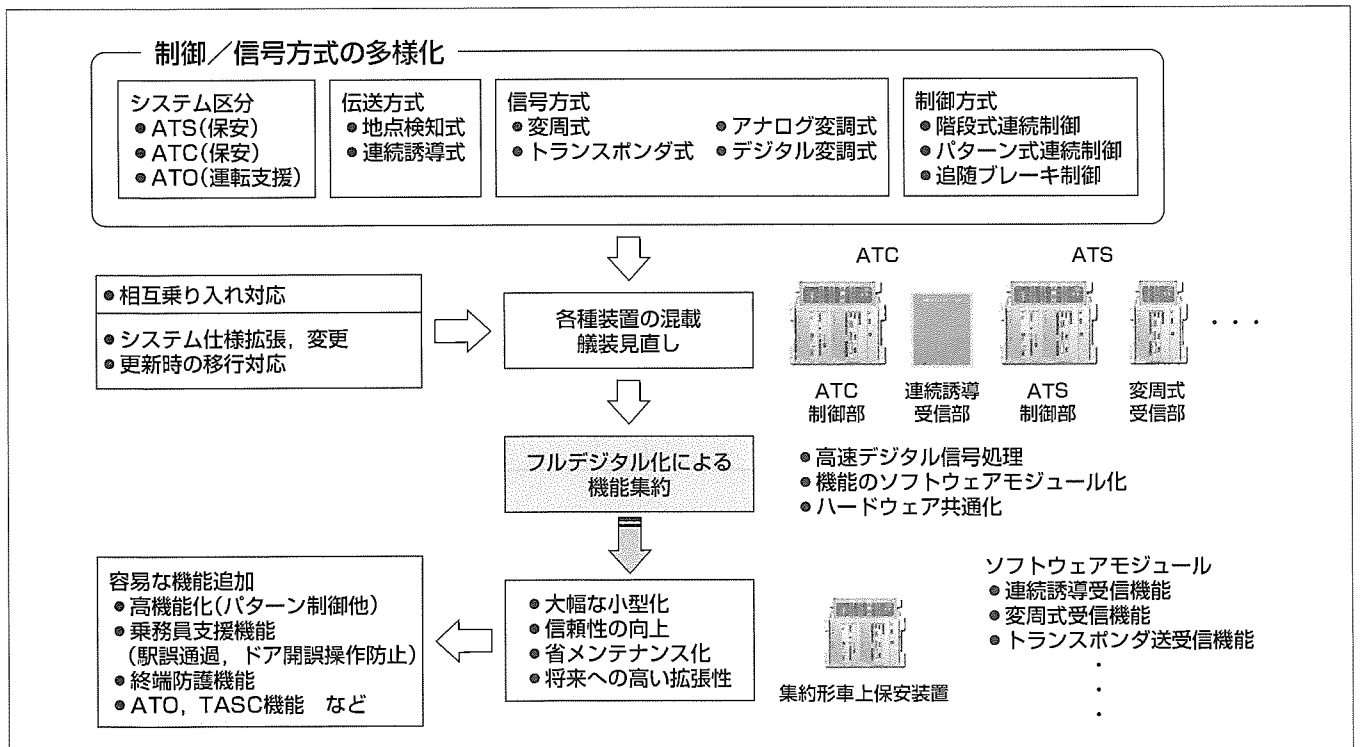 制御／信号方式の多様化
システム区分
●ATS(保安)
●ATC(保安)
●ATO(運転支援)
伝送方式
●地点検知式
●連続誘導式
信号方式
●変周式
●トランスポンダ式
●アナログ変調式
●デジタル変調式
制御方式
●階段式連続制御
●パターン式連続制御
●追随ブレーキ制御
●相互乗り入れ対応
●システム仕様拡張，変更
●更新時の移行対応
各種装置の混載
艤装見直し
ATC
ATS
ATC
制御部
連続誘導
受信部
ATS
制御部
変周式
受信部
・・・
フルデジタル化による
機能集約
●高速デジタル信号処理
●機能のソフトウェアモジュール化
●ハードウェア共通化
容易な機能追加
●高機能化(パターン制御他)
●乗務員支援機能
(駅誤通過，ドア開誤操作防止)
●終端防護機能
●ATO，TASC機能　など
●大幅な小型化
●信頼性の向上
●省メンテナンス化
●将来への高い拡張性
集約形車上保安装置
ソフトウェアモジュール
●連続誘導受信機能
●変周式受信機能
●トランスポンダ送受信機能
・
・
・